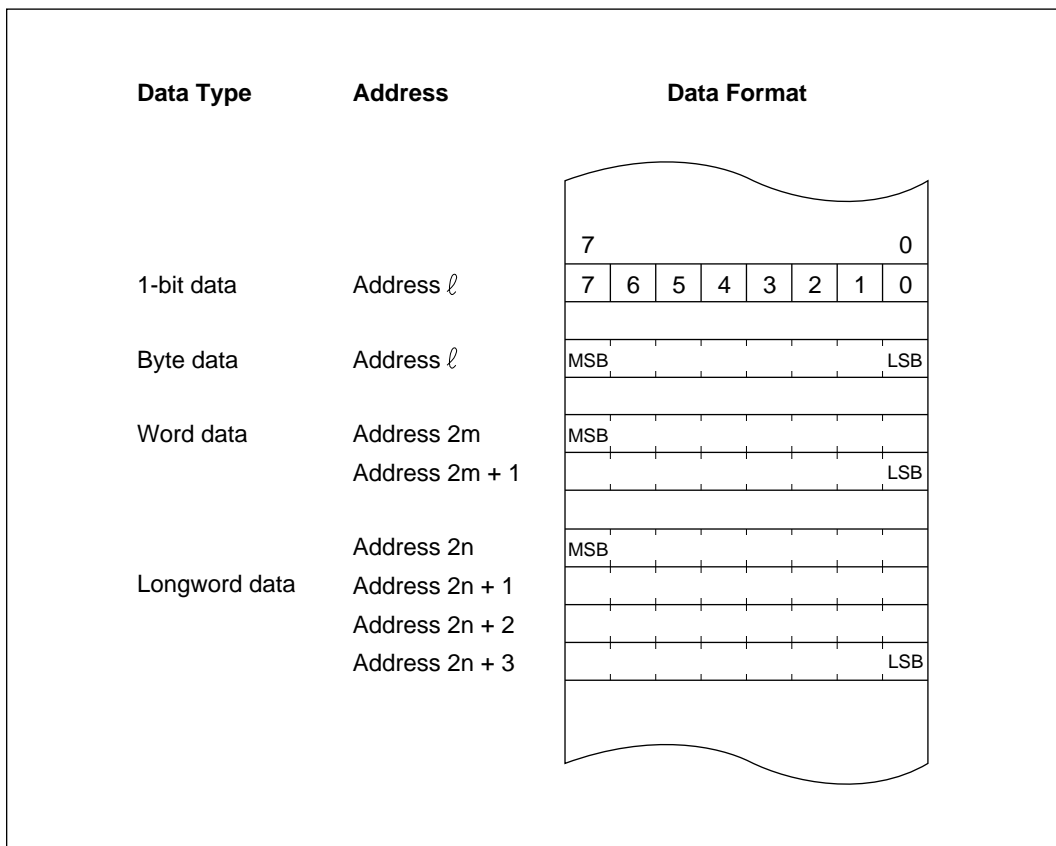 Data Type Address Data Format
7 0
1-bit data Address ℓ 7 6 5 4 3 2 1 0
Byte data Address ℓ MSB LSB
Word data Address 2m MSB
Address 2m + 1 LSB
Address 2n MSB
Longword data Address 2n + 1
Address 2n + 2
Address 2n + 3 LSB